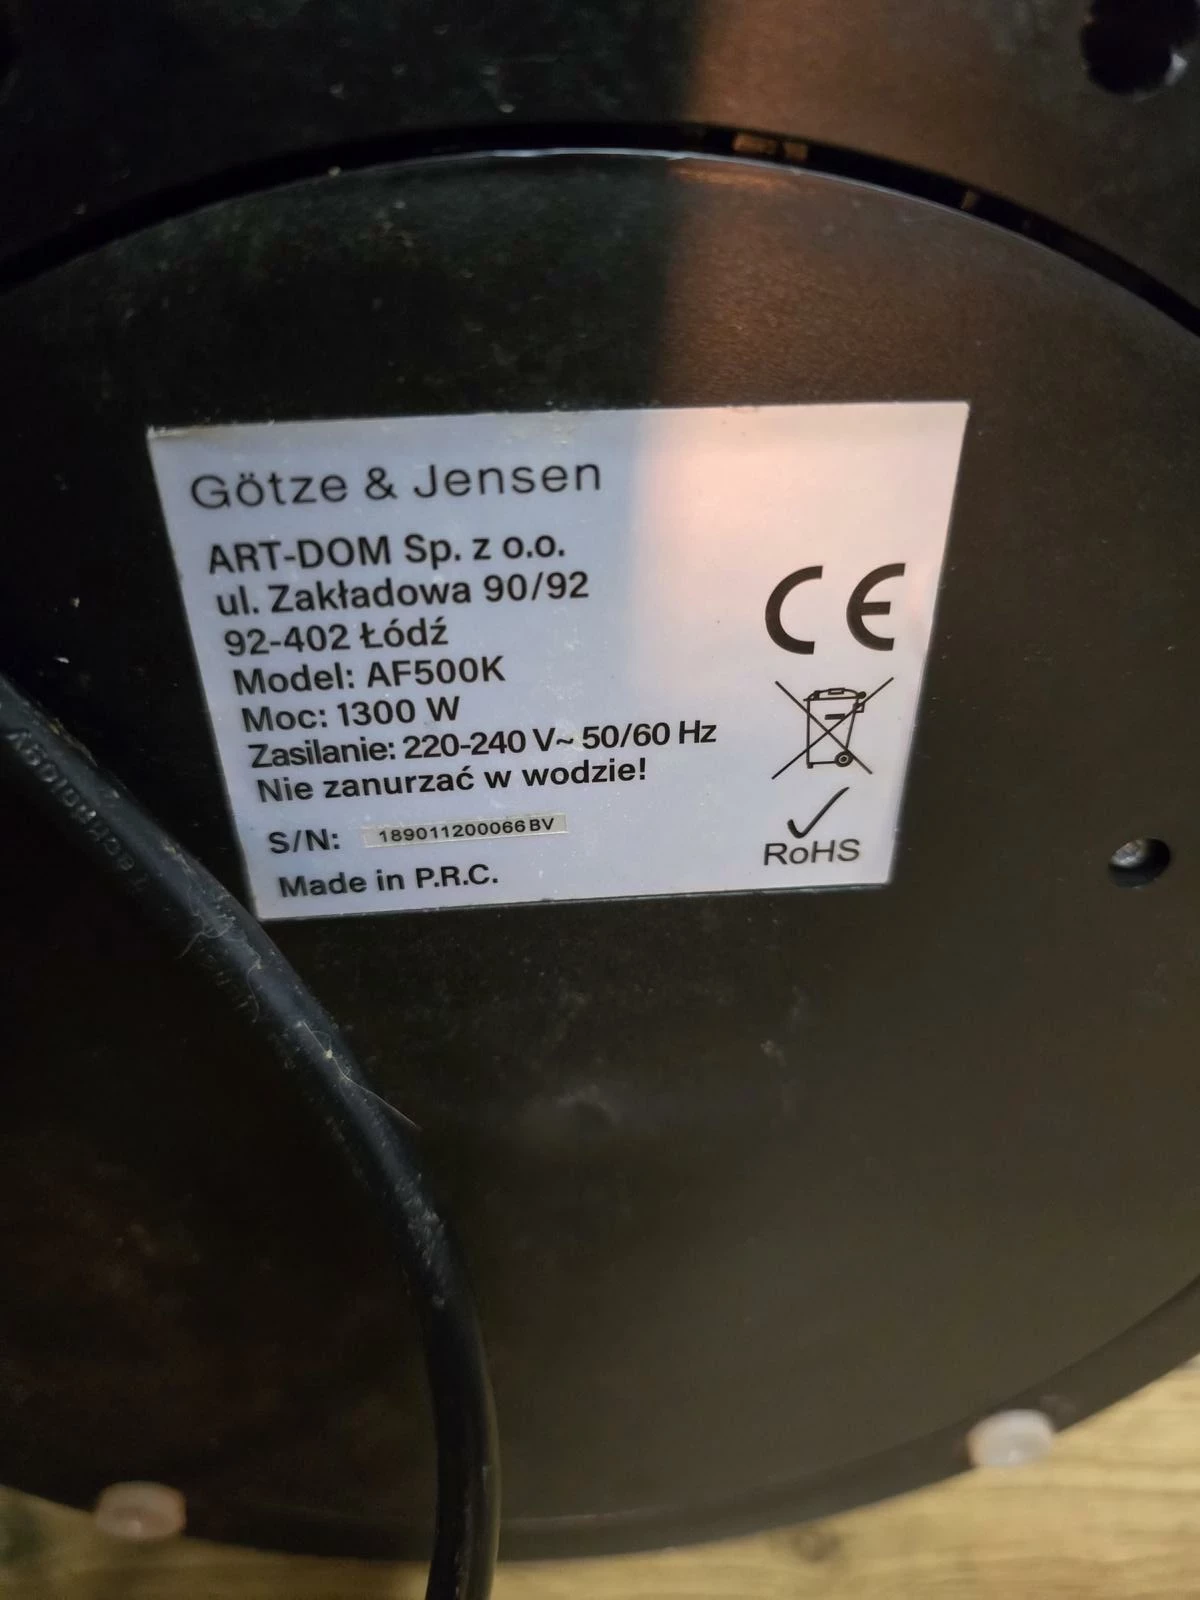 Götze & Jensen
ART-DOM Sp. z o.o.
ul. Zakładowa 90/92
92-402 Łódź
Model: AF500K
Moc: 1300 W
Zasilanie: 220-240 V~ 50/60 Hz
Nie zanurzać w wodzie!
S/N: 189011200066BV
Made in P.R.C.
CE
RoHS